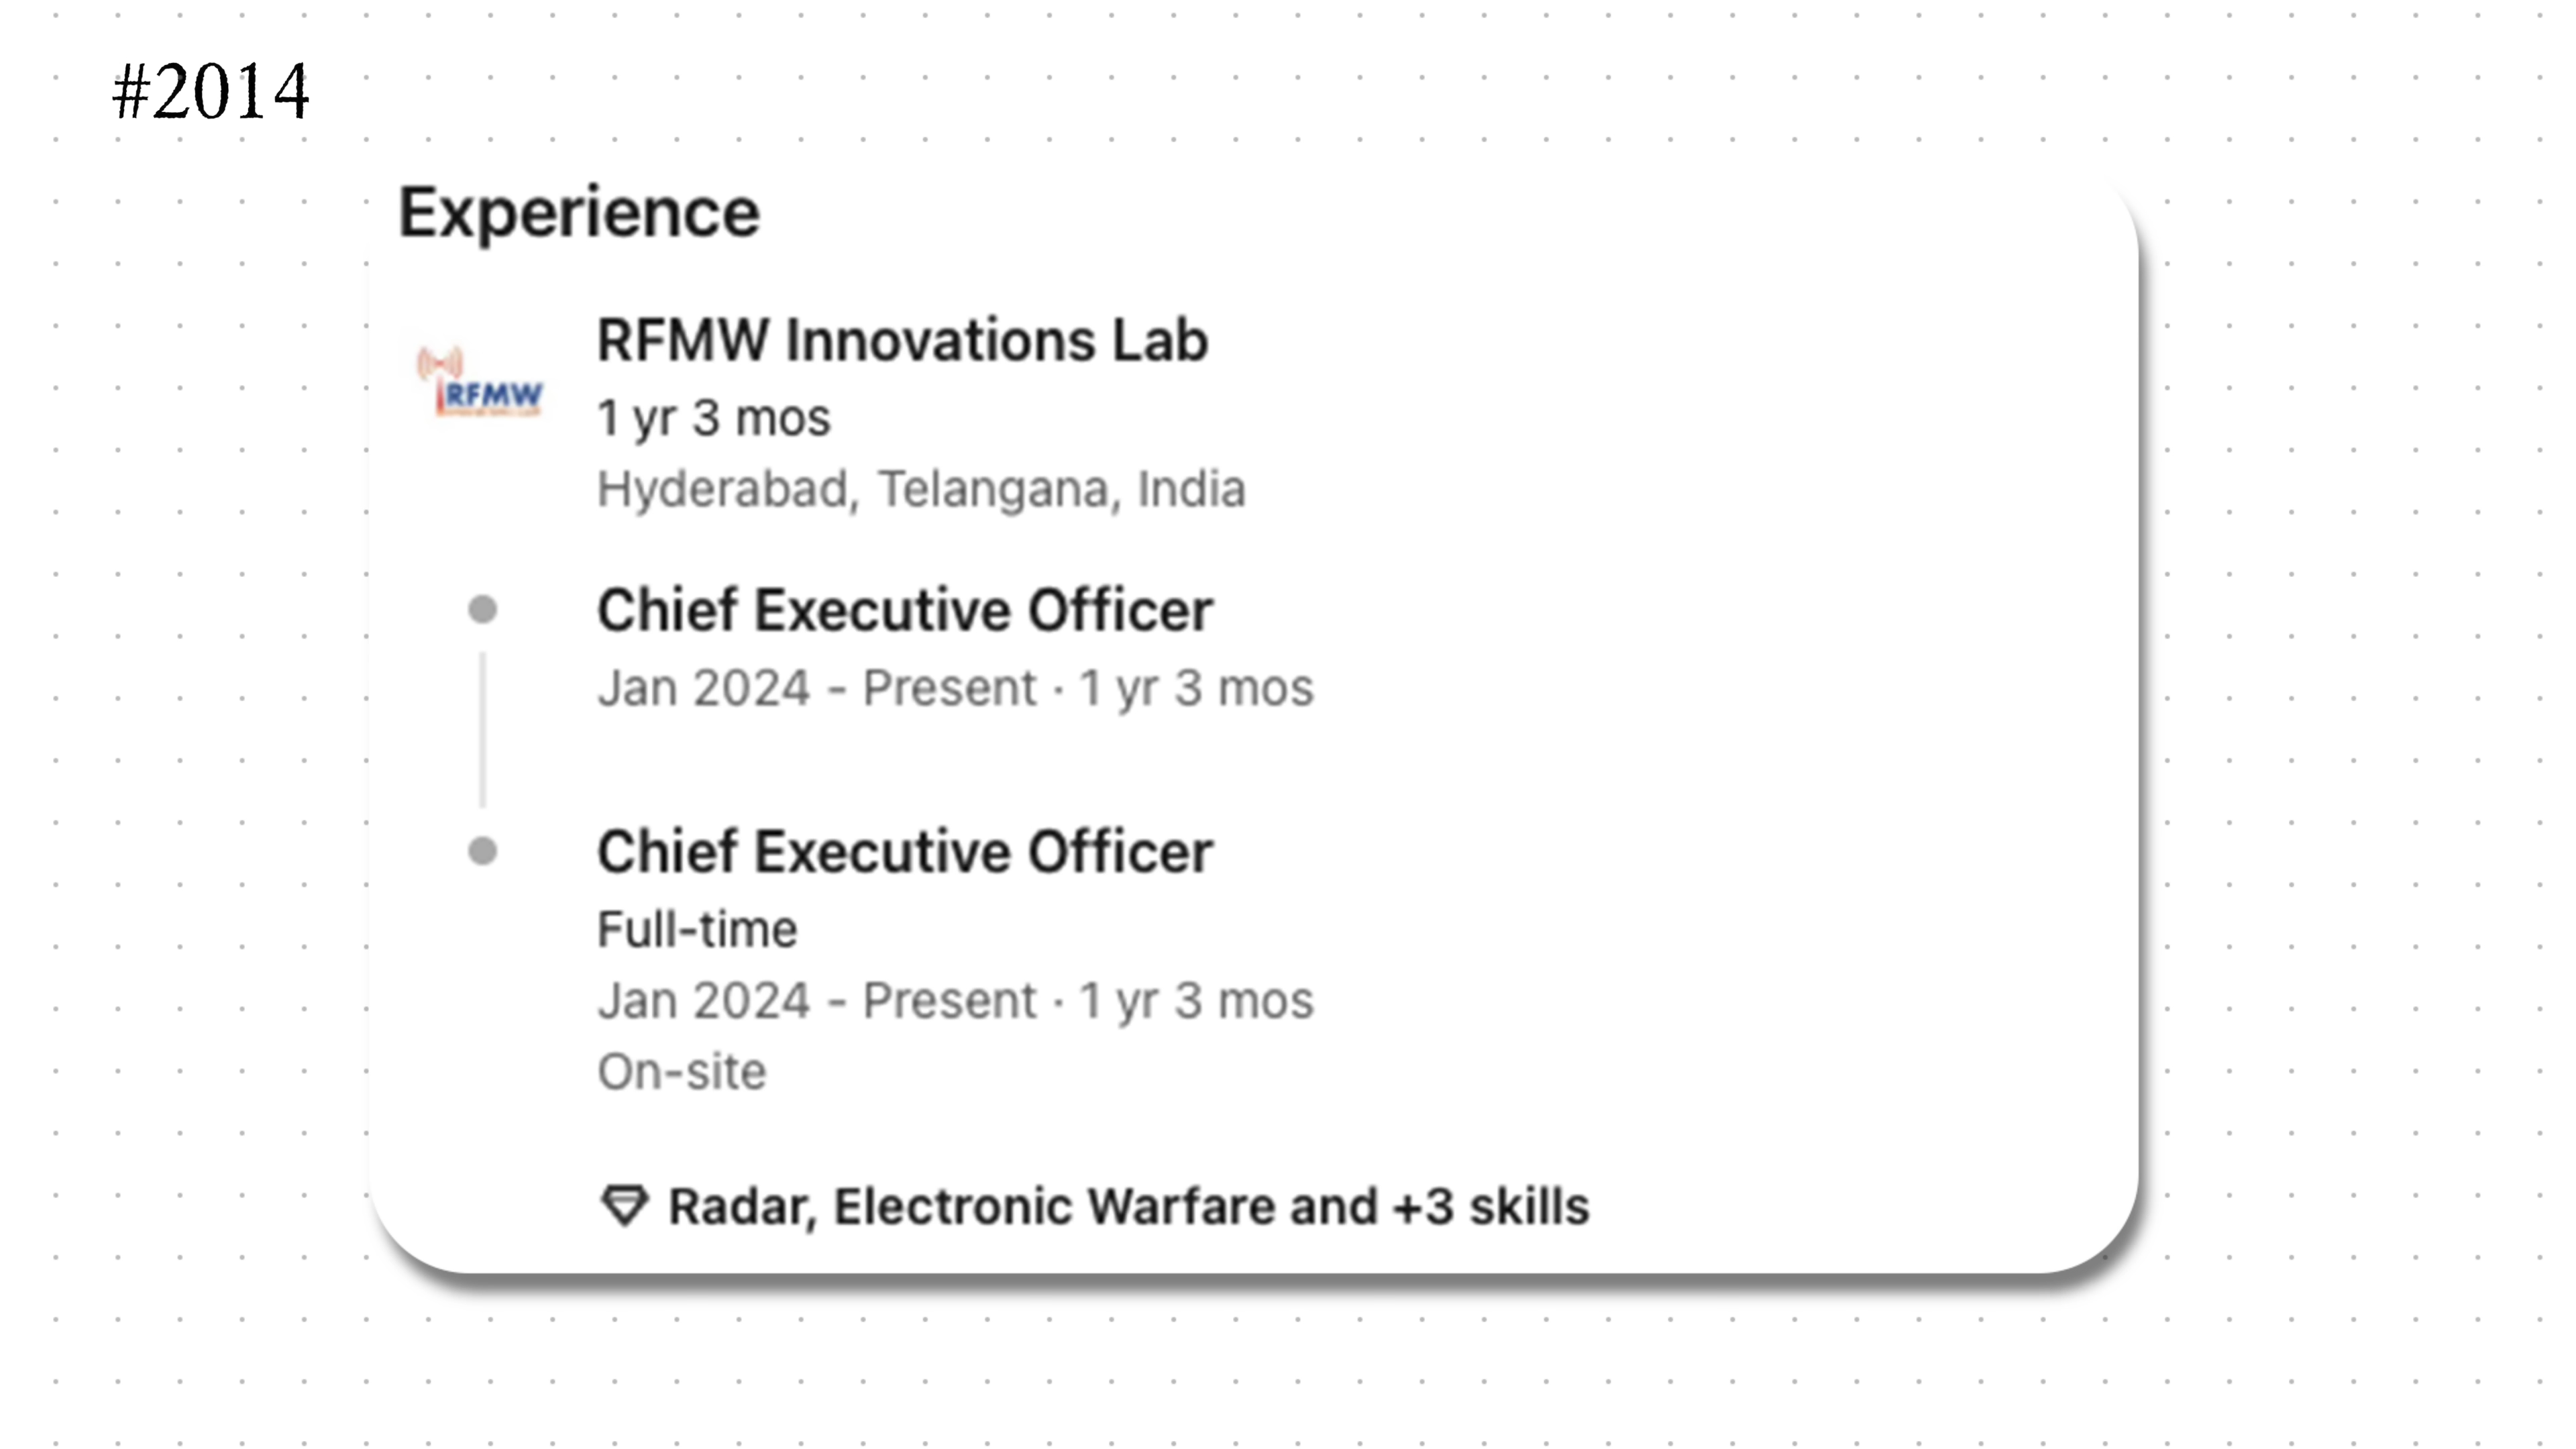 #2014
Experience
RFMW
RFMW Innovations Lab
1 yr 3 mos
Hyderabad, Telangana, India
Chief Executive Officer
Jan 2024 - Present · 1 yr 3 mos
Chief Executive Officer
Full-time
Jan 2024 - Present · 1 yr 3 mos
On-site
Radar, Electronic Warfare and +3 skills